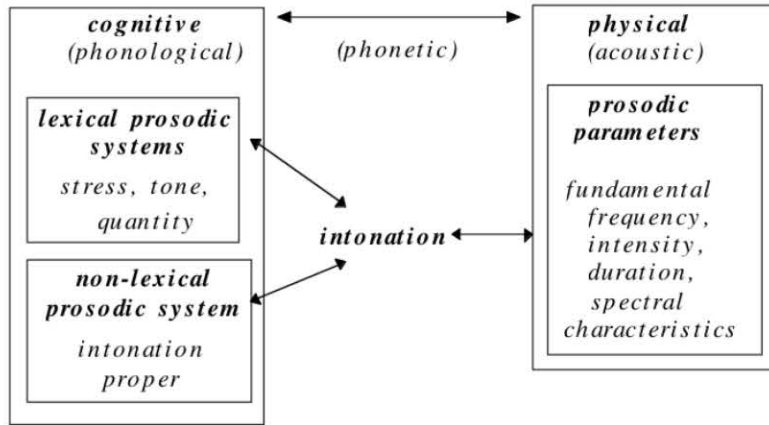 cognitive
(phonological)
lexical prosodic
systems
stress, tone,
quantity
non-lexical
prosodic system
intonation
proper
(phonetic)
intonation
physical
(acoustic)
prosodic
parameters
fundamental
frequency,
intensity,
duration,
spectral
characteristics